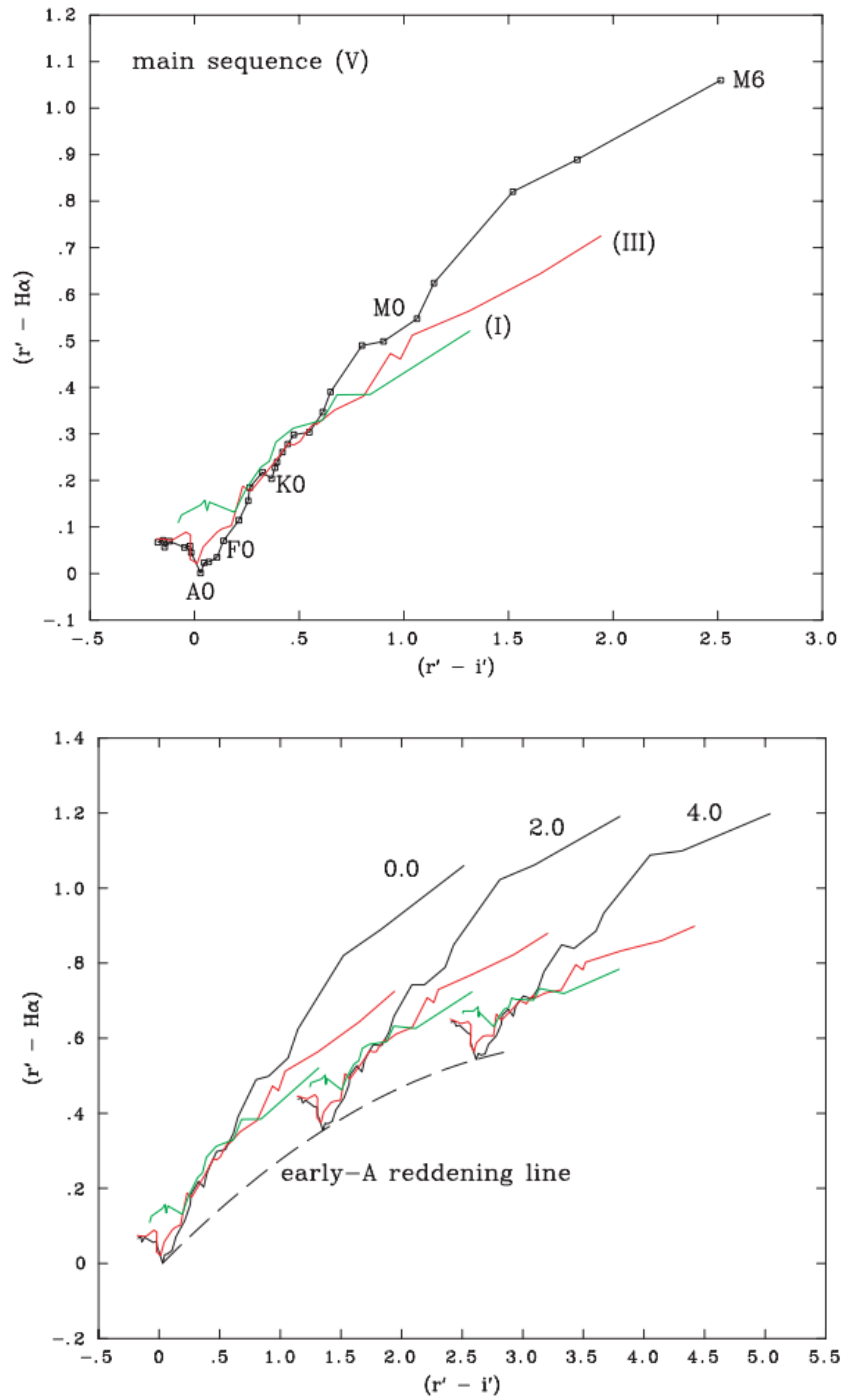 1.2
main sequence (V)
1.1
M6
1.0
.9
.8
(III)
.7
.6
M0
(I)
.5
.4
.3
K0
.2
.1
F0
0
A0
-.1
-.5 0 .5 1.0 1.5 2.0 2.5 3.0
(r′ − Hα)
(r′ − i′)
1.4
1.2
4.0
2.0
0.0
1.0
.8
.6
.4
early-A reddening line
.2
0
-.2
-.5 0 .5 1.0 1.5 2.0 2.5 3.0 3.5 4.0 4.5 5.0 5.5
(r′ − Hα)
(r′ − i′)